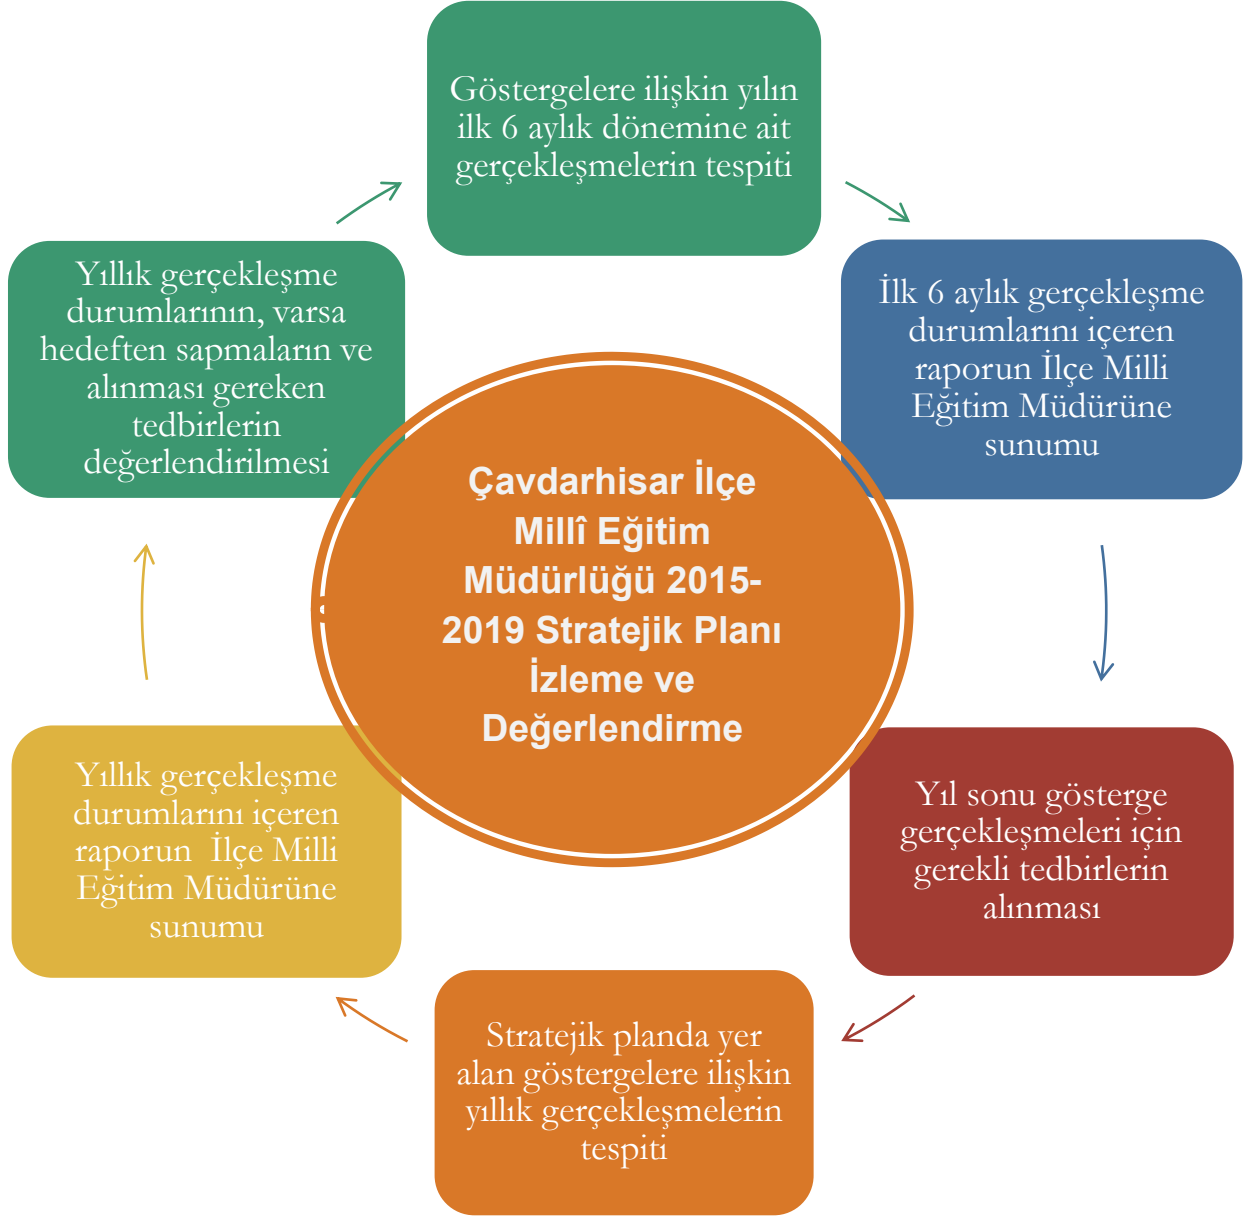 Göstergelere ilişkin yılın
ilk 6 aylık dönemine ait
gerçekleşmelerin tespiti
İlk 6 aylık gerçekleşme
durumlarını içeren
raporun İlçe Milli
Eğitim Müdürüne
sunumu
Yıl sonu gösterge
gerçekleşmeleri için
gerekli tedbirlerin
alınması
Stratejik planda yer
alan göstergelere ilişkin
yıllık gerçekleşmelerin
tespiti
Yıllık gerçekleşme
durumlarını içeren
raporun İlçe Milli
Eğitim Müdürüne
sunumu
Yıllık gerçekleşme
durumlarının, varsa
hedeften sapmaların ve
alınması gereken
tedbirlerin
değerlendirilmesi
Çavdarhisar İlçe
Millî Eğitim
Müdürlüğü 2015-
2019 Stratejik Planı
İzleme ve
Değerlendirme